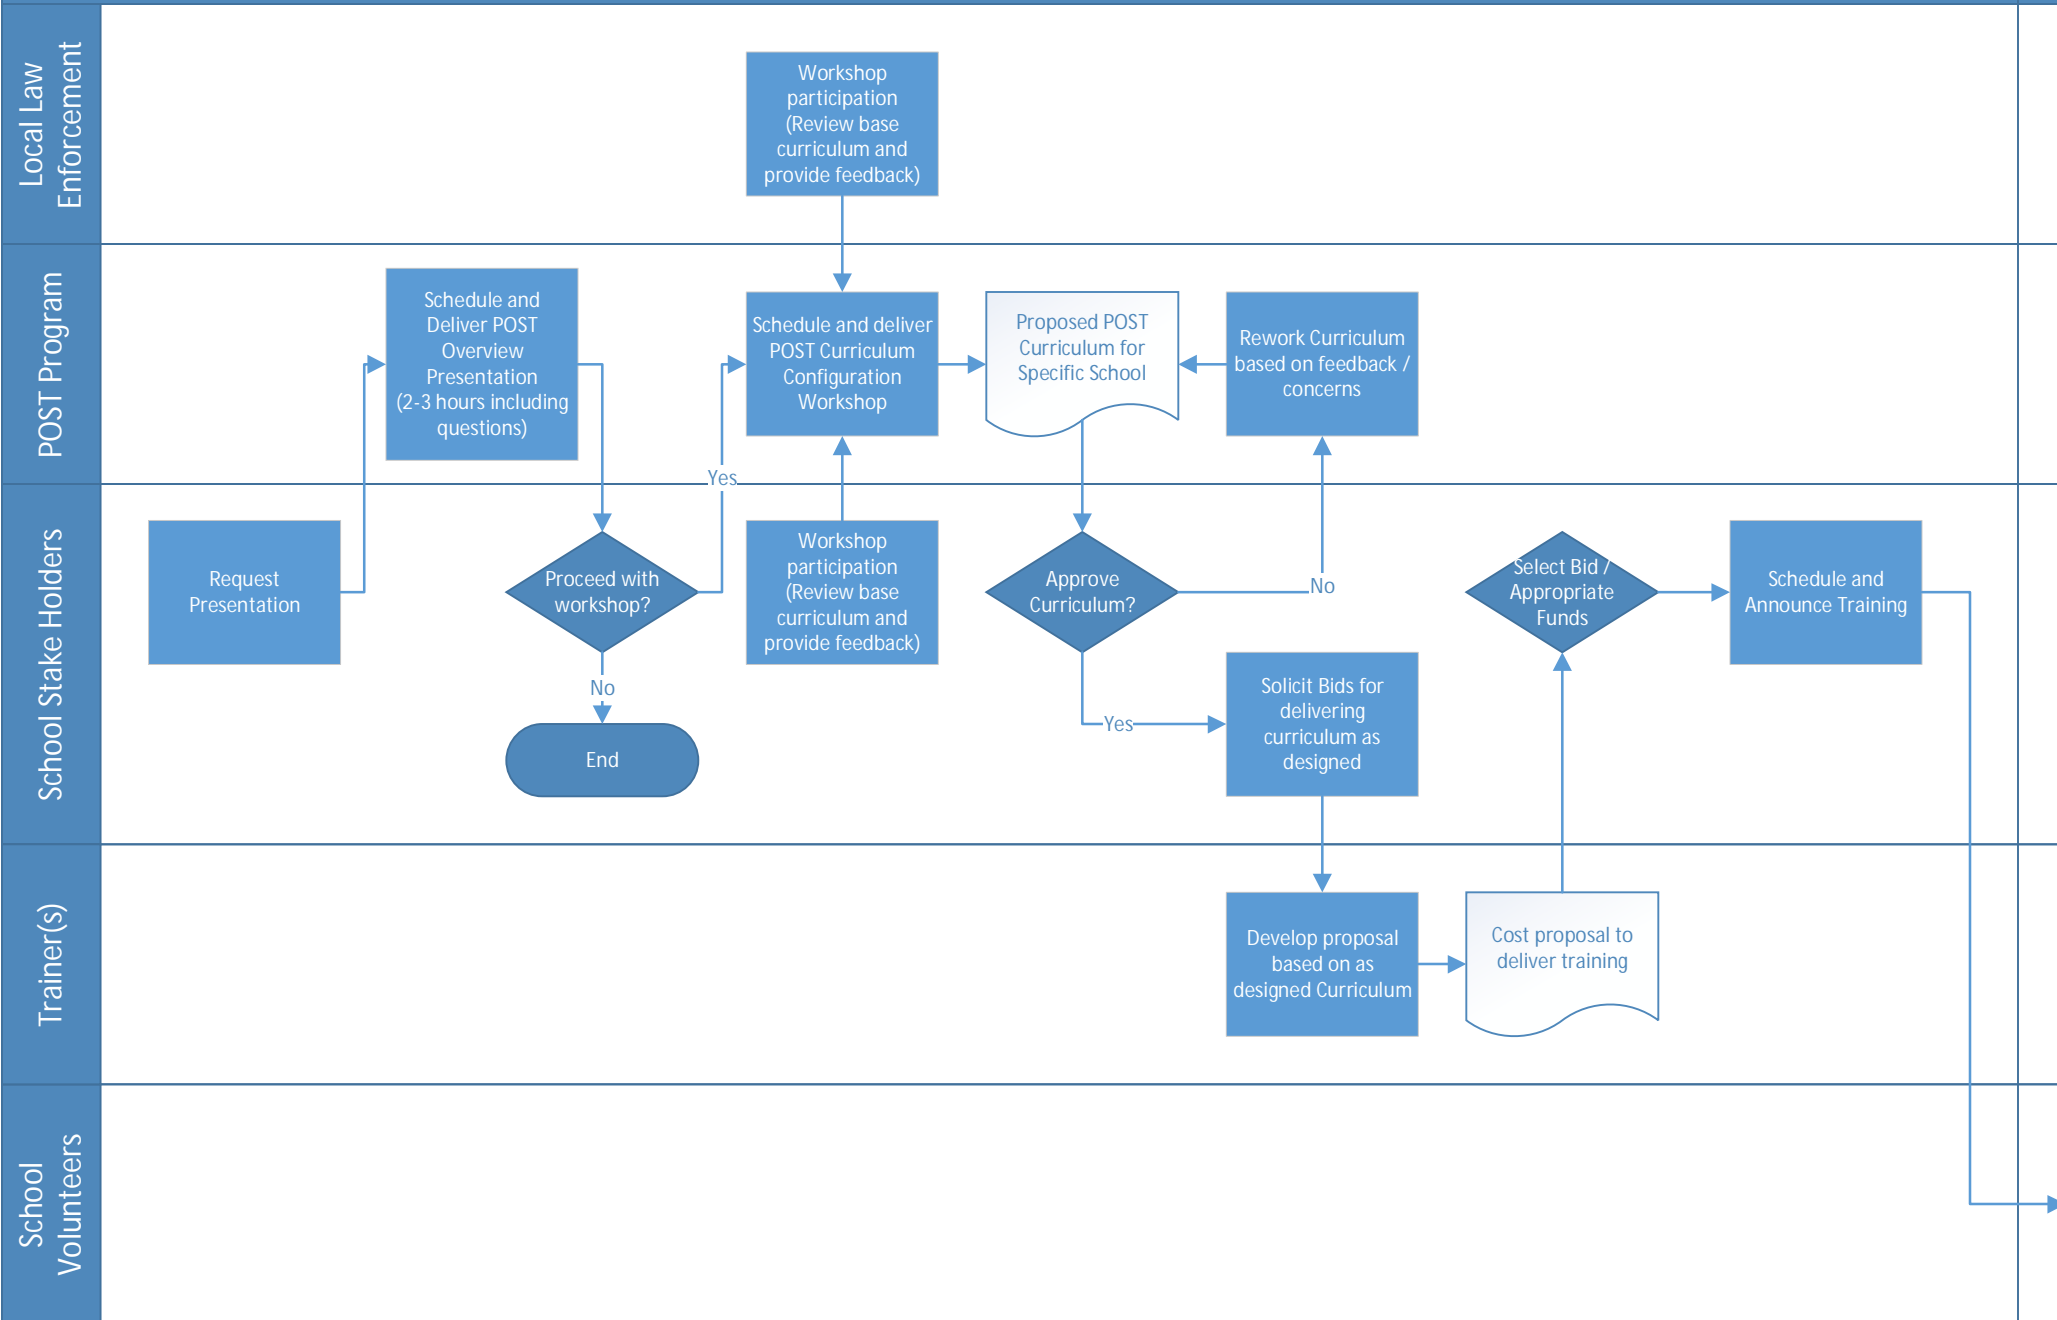 Local Law
Enforcement
Workshop
participation
(Review base
curriculum and
provide feedback)
POST Program
Schedule and
Deliver POST
Overview
Presentation
(2-3 hours including
questions)
Schedule and deliver
POST Curriculum
Configuration
Workshop
Proposed POST
Curriculum for
Specific School
Rework Curriculum
based on feedback /
concerns
Yes
School Stake Holders
Request
Presentation
Proceed with
workshop?
No
End
Workshop
participation
(Review base
curriculum and
provide feedback)
Approve
Curriculum?
No
Yes
Solicit Bids for
delivering
curriculum as
designed
Select Bid /
Appropriate
Funds
Schedule and
Announce Training
Trainer(s)
Develop proposal
based on as
designed Curriculum
Cost proposal to
deliver training
School
Volunteers